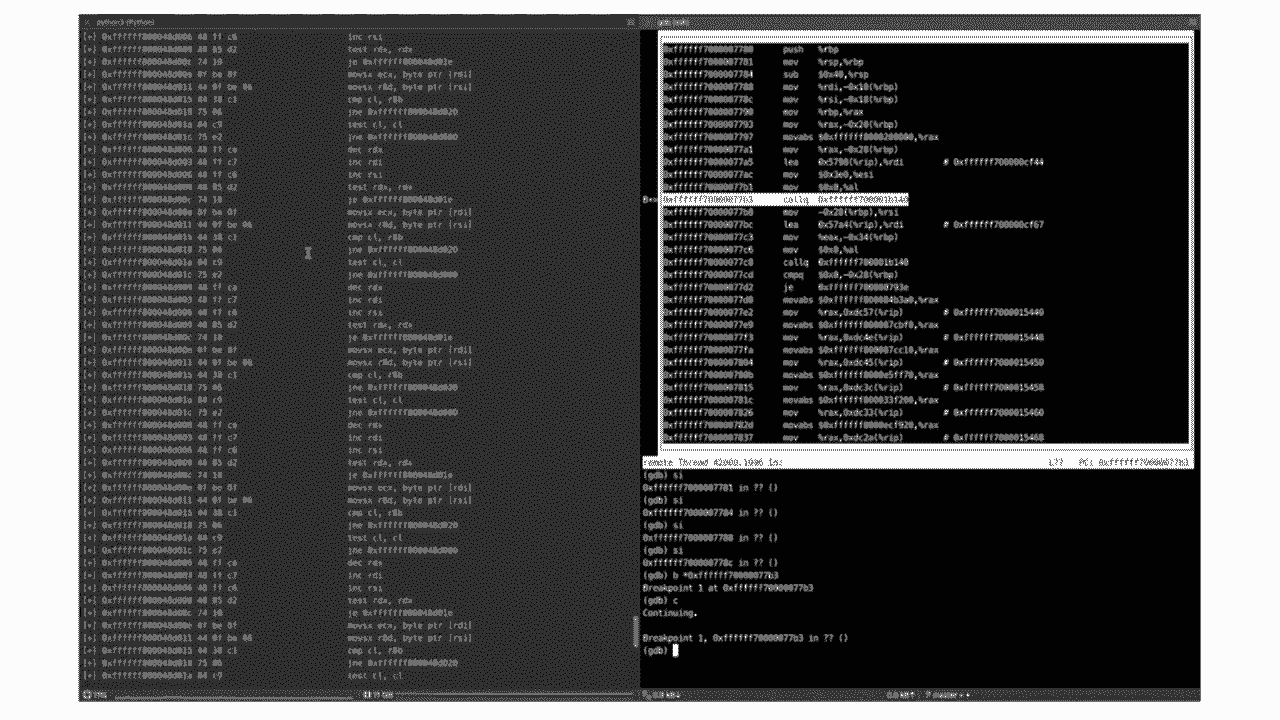 python3 (Python)
[+] 0xffffff800048d006 48 ff c6 inc rsi
[+] 0xffffff800048d009 48 85 d2 test rdx, rdx
[+] 0xffffff800048d00c 74 10 je 0xffffff800048d01e
[+] 0xffffff800048d00e 0f be 0f movsx ecx, byte ptr [rdi]
[+] 0xffffff800048d011 44 0f be 06 movsx r8d, byte ptr [rsi]
[+] 0xffffff800048d015 44 38 c1 cmp cl, r8b
[+] 0xffffff800048d018 75 06 jne 0xffffff800048d020
[+] 0xffffff800048d01a 84 c9 test cl, cl
[+] 0xffffff800048d01c 75 e2 jne 0xffffff800048d000
[+] 0xffffff800048d000 48 ff ca dec rdx
[+] 0xffffff800048d003 48 ff c7 inc rdi
[+] 0xffffff800048d006 48 ff c6 inc rsi
[+] 0xffffff800048d009 48 85 d2 test rdx, rdx
[+] 0xffffff800048d00c 74 10 je 0xffffff800048d01e
[+] 0xffffff800048d00e 0f be 0f movsx ecx, byte ptr [rdi]
[+] 0xffffff800048d011 44 0f be 06 movsx r8d, byte ptr [rsi]
[+] 0xffffff800048d015 44 38 c1 cmp cl, r8b
[+] 0xffffff800048d018 75 06 jne 0xffffff800048d020
[+] 0xffffff800048d01a 84 c9 test cl, cl
[+] 0xffffff800048d01c 75 e2 jne 0xffffff800048d000
[+] 0xffffff800048d000 48 ff ca dec rdx
[+] 0xffffff800048d003 48 ff c7 inc rdi
[+] 0xffffff800048d006 48 ff c6 inc rsi
[+] 0xffffff800048d009 48 85 d2 test rdx, rdx
[+] 0xffffff800048d00c 74 10 je 0xffffff800048d01e
[+] 0xffffff800048d00e 0f be 0f movsx ecx, byte ptr [rdi]
[+] 0xffffff800048d011 44 0f be 06 movsx r8d, byte ptr [rsi]
[+] 0xffffff800048d015 44 38 c1 cmp cl, r8b
[+] 0xffffff800048d018 75 06 jne 0xffffff800048d020
[+] 0xffffff800048d01a 84 c9 test cl, cl
[+] 0xffffff800048d01c 75 e2 jne 0xffffff800048d000
[+] 0xffffff800048d000 48 ff ca dec rdx
[+] 0xffffff800048d003 48 ff c7 inc rdi
[+] 0xffffff800048d006 48 ff c6 inc rsi
[+] 0xffffff800048d009 48 85 d2 test rdx, rdx
[+] 0xffffff800048d00c 74 10 je 0xffffff800048d01e
[+] 0xffffff800048d00e 0f be 0f movsx ecx, byte ptr [rdi]
[+] 0xffffff800048d011 44 0f be 06 movsx r8d, byte ptr [rsi]
[+] 0xffffff800048d015 44 38 c1 cmp cl, r8b
[+] 0xffffff800048d018 75 06 jne 0xffffff800048d020
[+] 0xffffff800048d01a 84 c9 test cl, cl
[+] 0xffffff800048d01c 75 e2 jne 0xffffff800048d000
[+] 0xffffff800048d000 48 ff ca dec rdx
[+] 0xffffff800048d003 48 ff c7 inc rdi
[+] 0xffffff800048d006 48 ff c6 inc rsi
[+] 0xffffff800048d009 48 85 d2 test rdx, rdx
[+] 0xffffff800048d00c 74 10 je 0xffffff800048d01e
[+] 0xffffff800048d00e 0f be 0f movsx ecx, byte ptr [rdi]
[+] 0xffffff800048d011 44 0f be 06 movsx r8d, byte ptr [rsi]
[+] 0xffffff800048d015 44 38 c1 cmp cl, r8b
[+] 0xffffff800048d018 75 06 jne 0xffffff800048d020
[+] 0xffffff800048d01a 84 c9 test cl, cl
gdb (gdb)
0xffffff7000007780 push %rbp
0xffffff7000007781 mov %rsp,%rbp
0xffffff7000007784 sub $0x40,%rsp
0xffffff7000007788 mov %rdi,-0x10(%rbp)
0xffffff700000778c mov %rsi,-0x18(%rbp)
0xffffff7000007790 mov %rbp,%rax
0xffffff7000007793 mov %rax,-0x20(%rbp)
0xffffff7000007797 movabs $0xffffff8000200000,%rax
0xffffff70000077a1 mov %rax,-0x28(%rbp)
0xffffff70000077a5 lea 0x5798(%rip),%rdi # 0xffffff700000cf44
0xffffff70000077ac mov $0x3e0,%esi
0xffffff70000077b1 mov $0x0,%al
B+> 0xffffff70000077b3 callq 0xffffff700001b140
0xffffff70000077b8 mov -0x28(%rbp),%rsi
0xffffff70000077bc lea 0x57a4(%rip),%rdi # 0xffffff700000cf67
0xffffff70000077c3 mov %eax,-0x34(%rbp)
0xffffff70000077c6 mov $0x0,%al
0xffffff70000077c8 callq 0xffffff700001b140
0xffffff70000077cd cmpq $0x0,-0x28(%rbp)
0xffffff70000077d2 je 0xffffff700000793e
0xffffff70000077d8 movabs $0xffffff800084b3a0,%rax
0xffffff70000077e2 mov %rax,0xdc57(%rip) # 0xffffff7000015440
0xffffff70000077e9 movabs $0xffffff800087cbf0,%rax
0xffffff70000077f3 mov %rax,0xdc4e(%rip) # 0xffffff7000015448
0xffffff70000077fa movabs $0xffffff800087cc10,%rax
0xffffff7000007804 mov %rax,0xdc45(%rip) # 0xffffff7000015450
0xffffff700000780b movabs $0xffffff8000e5ff70,%rax
0xffffff7000007815 mov %rax,0xdc3c(%rip) # 0xffffff7000015458
0xffffff700000781c movabs $0xffffff800033f200,%rax
0xffffff7000007826 mov %rax,0xdc33(%rip) # 0xffffff7000015460
0xffffff700000782d movabs $0xffffff8000ecf920,%rax
0xffffff7000007837 mov %rax,0xdc2a(%rip) # 0xffffff7000015468
remote Thread 42000.1996 In: L?? PC: 0xffffff70000077b3
(gdb) si
0xffffff7000007781 in ?? ()
(gdb) si
0xffffff7000007784 in ?? ()
(gdb) si
0xffffff7000007788 in ?? ()
(gdb) si
0xffffff700000778c in ?? ()
(gdb) b *0xffffff70000077b3
Breakpoint 1 at 0xffffff70000077b3
(gdb) c
Continuing.
Breakpoint 1, 0xffffff70000077b3 in ?? ()
(gdb)